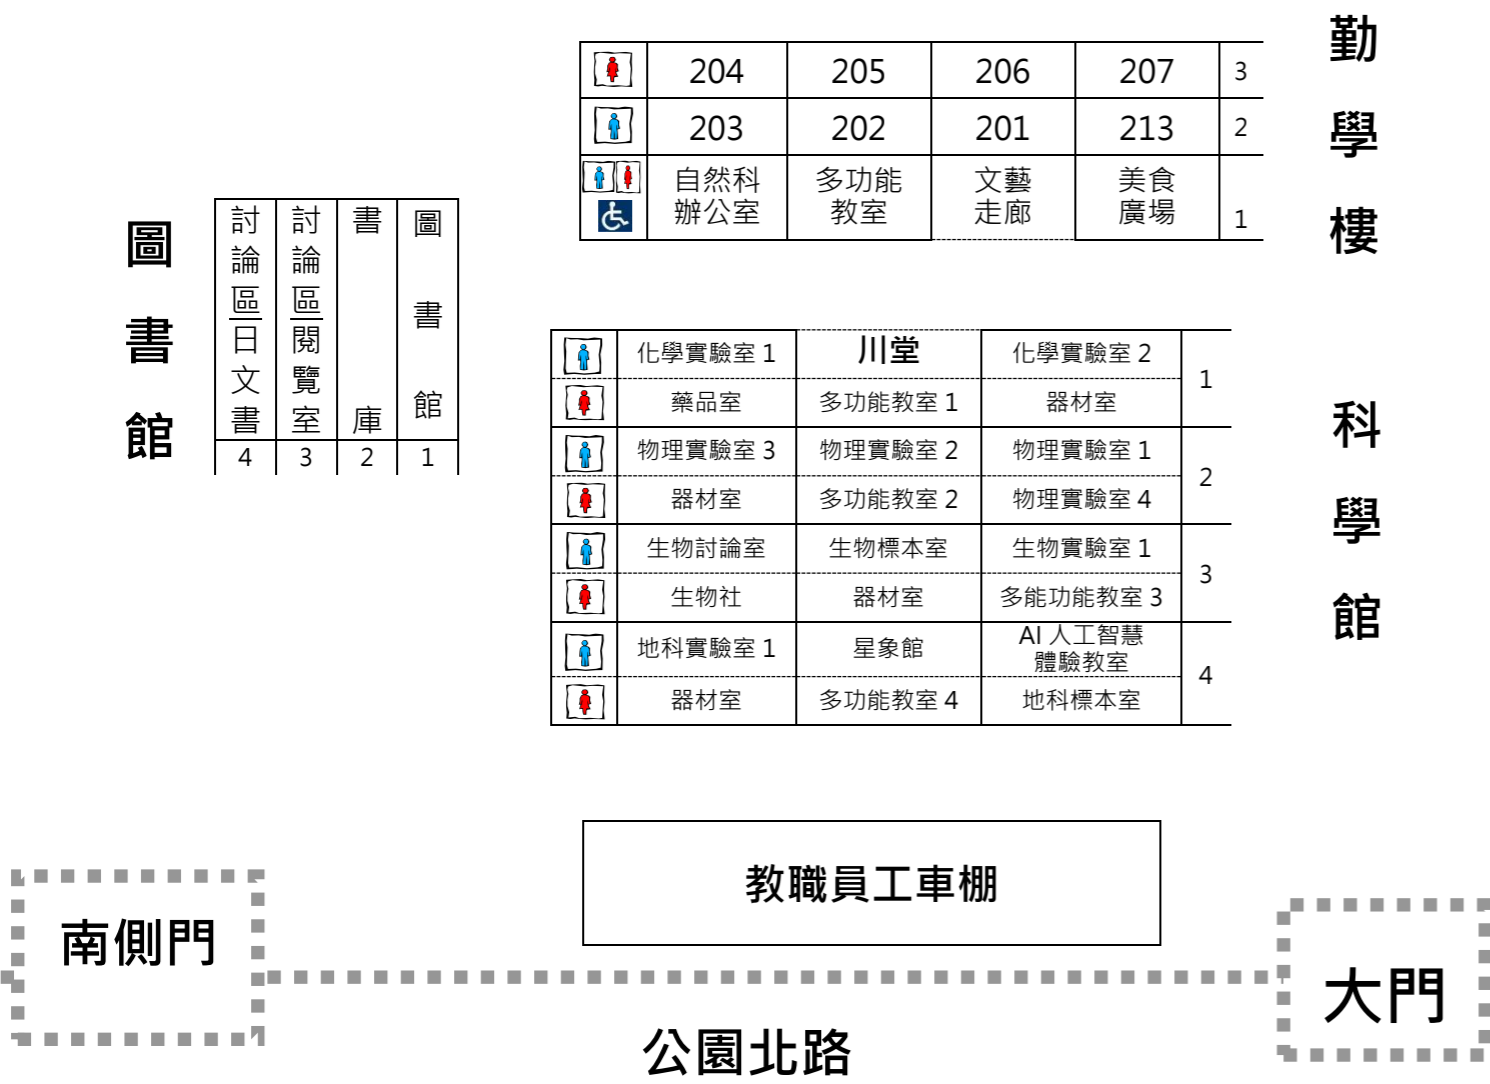 勤學樓
204 205 206 207 3
203 202 201 213 2
自然科辦公室 多功能教室 文藝走廊 美食廣場 1
圖書館
討論區日文書 討論區閱覽室 書庫 圖書館
4 3 2 1
科學館
化學實驗室1 川堂 化學實驗室2 1
藥品室 多功能教室1 器材室
物理實驗室3 物理實驗室2 物理實驗室1 2
器材室 多功能教室2 物理實驗室4
生物討論室 生物標本室 生物實驗室1 3
生物社 器材室 多能功能教室3
地科實驗室1 星象館 AI人工智慧體驗教室 4
器材室 多功能教室4 地科標本室
教職員工車棚
南側門
大門
公園北路